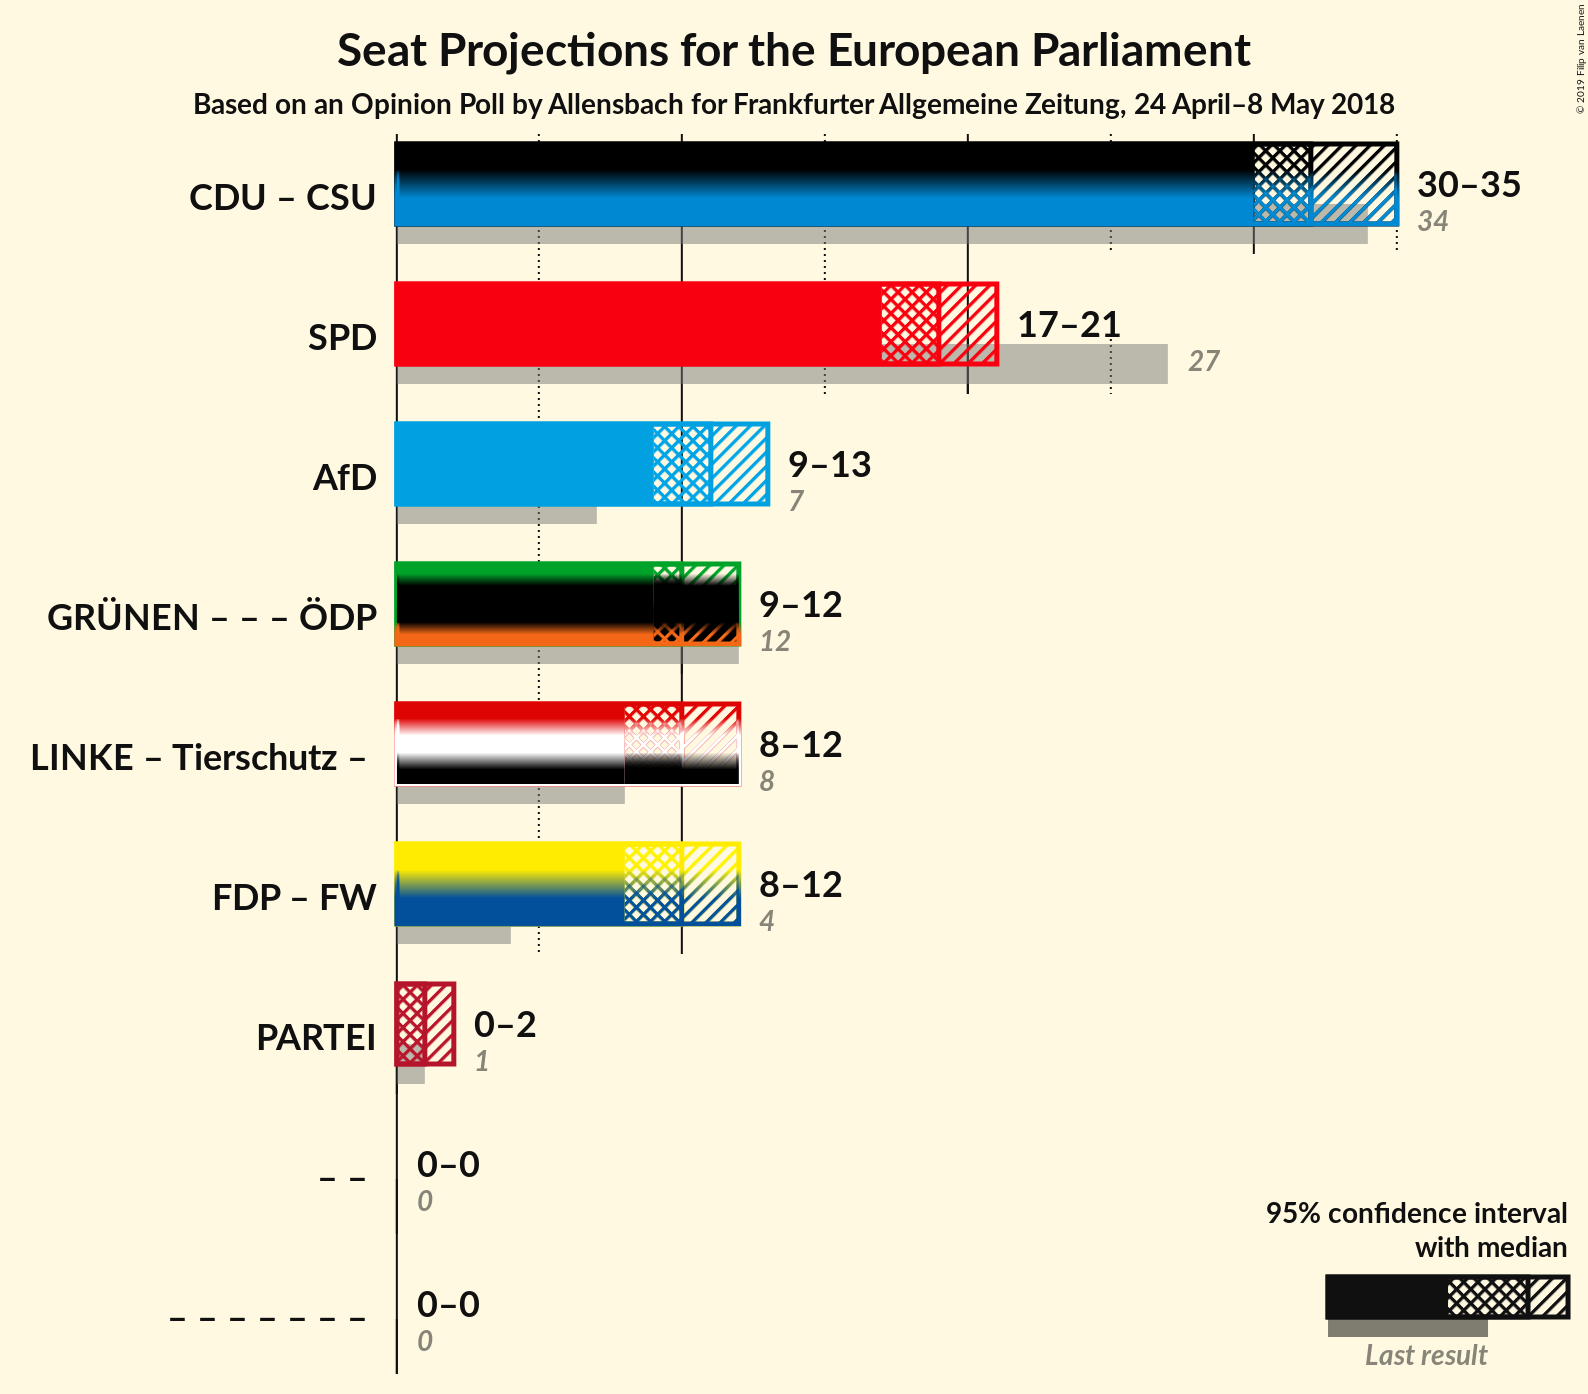 Seat Projections for the European Parliament
Based on an Opinion Poll by Allensbach for Frankfurter Allgemeine Zeitung, 24 April–8 May 2018
© 2019 Filip van Laenen
CDU – CSU
30–35
34
SPD
17–21
27
AfD
9–13
7
GRÜNEN – – – ÖDP
9–12
12
LINKE – Tierschutz –
8–12
8
FDP – FW
8–12
4
PARTEI
0–2
1
– –
0–0
0
– – – – – – –
0–0
0
95% confidence interval
with median
Last result